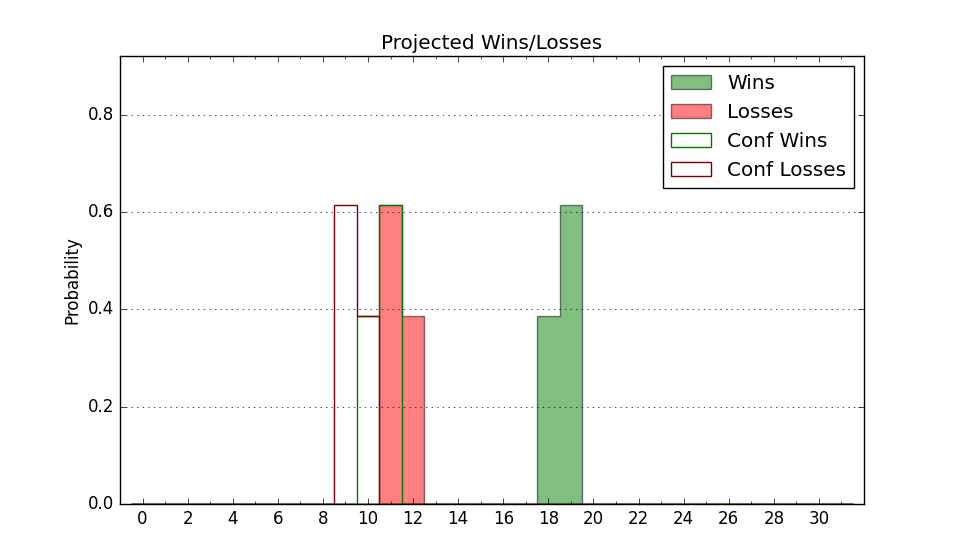 Projected Wins/Losses
Wins
Losses
Conf Wins
Conf Losses
Probability
0.8
0.6
0.4
0.2
0.0
0 2 4 6 8 10 12 14 16 18 20 22 24 26 28 30